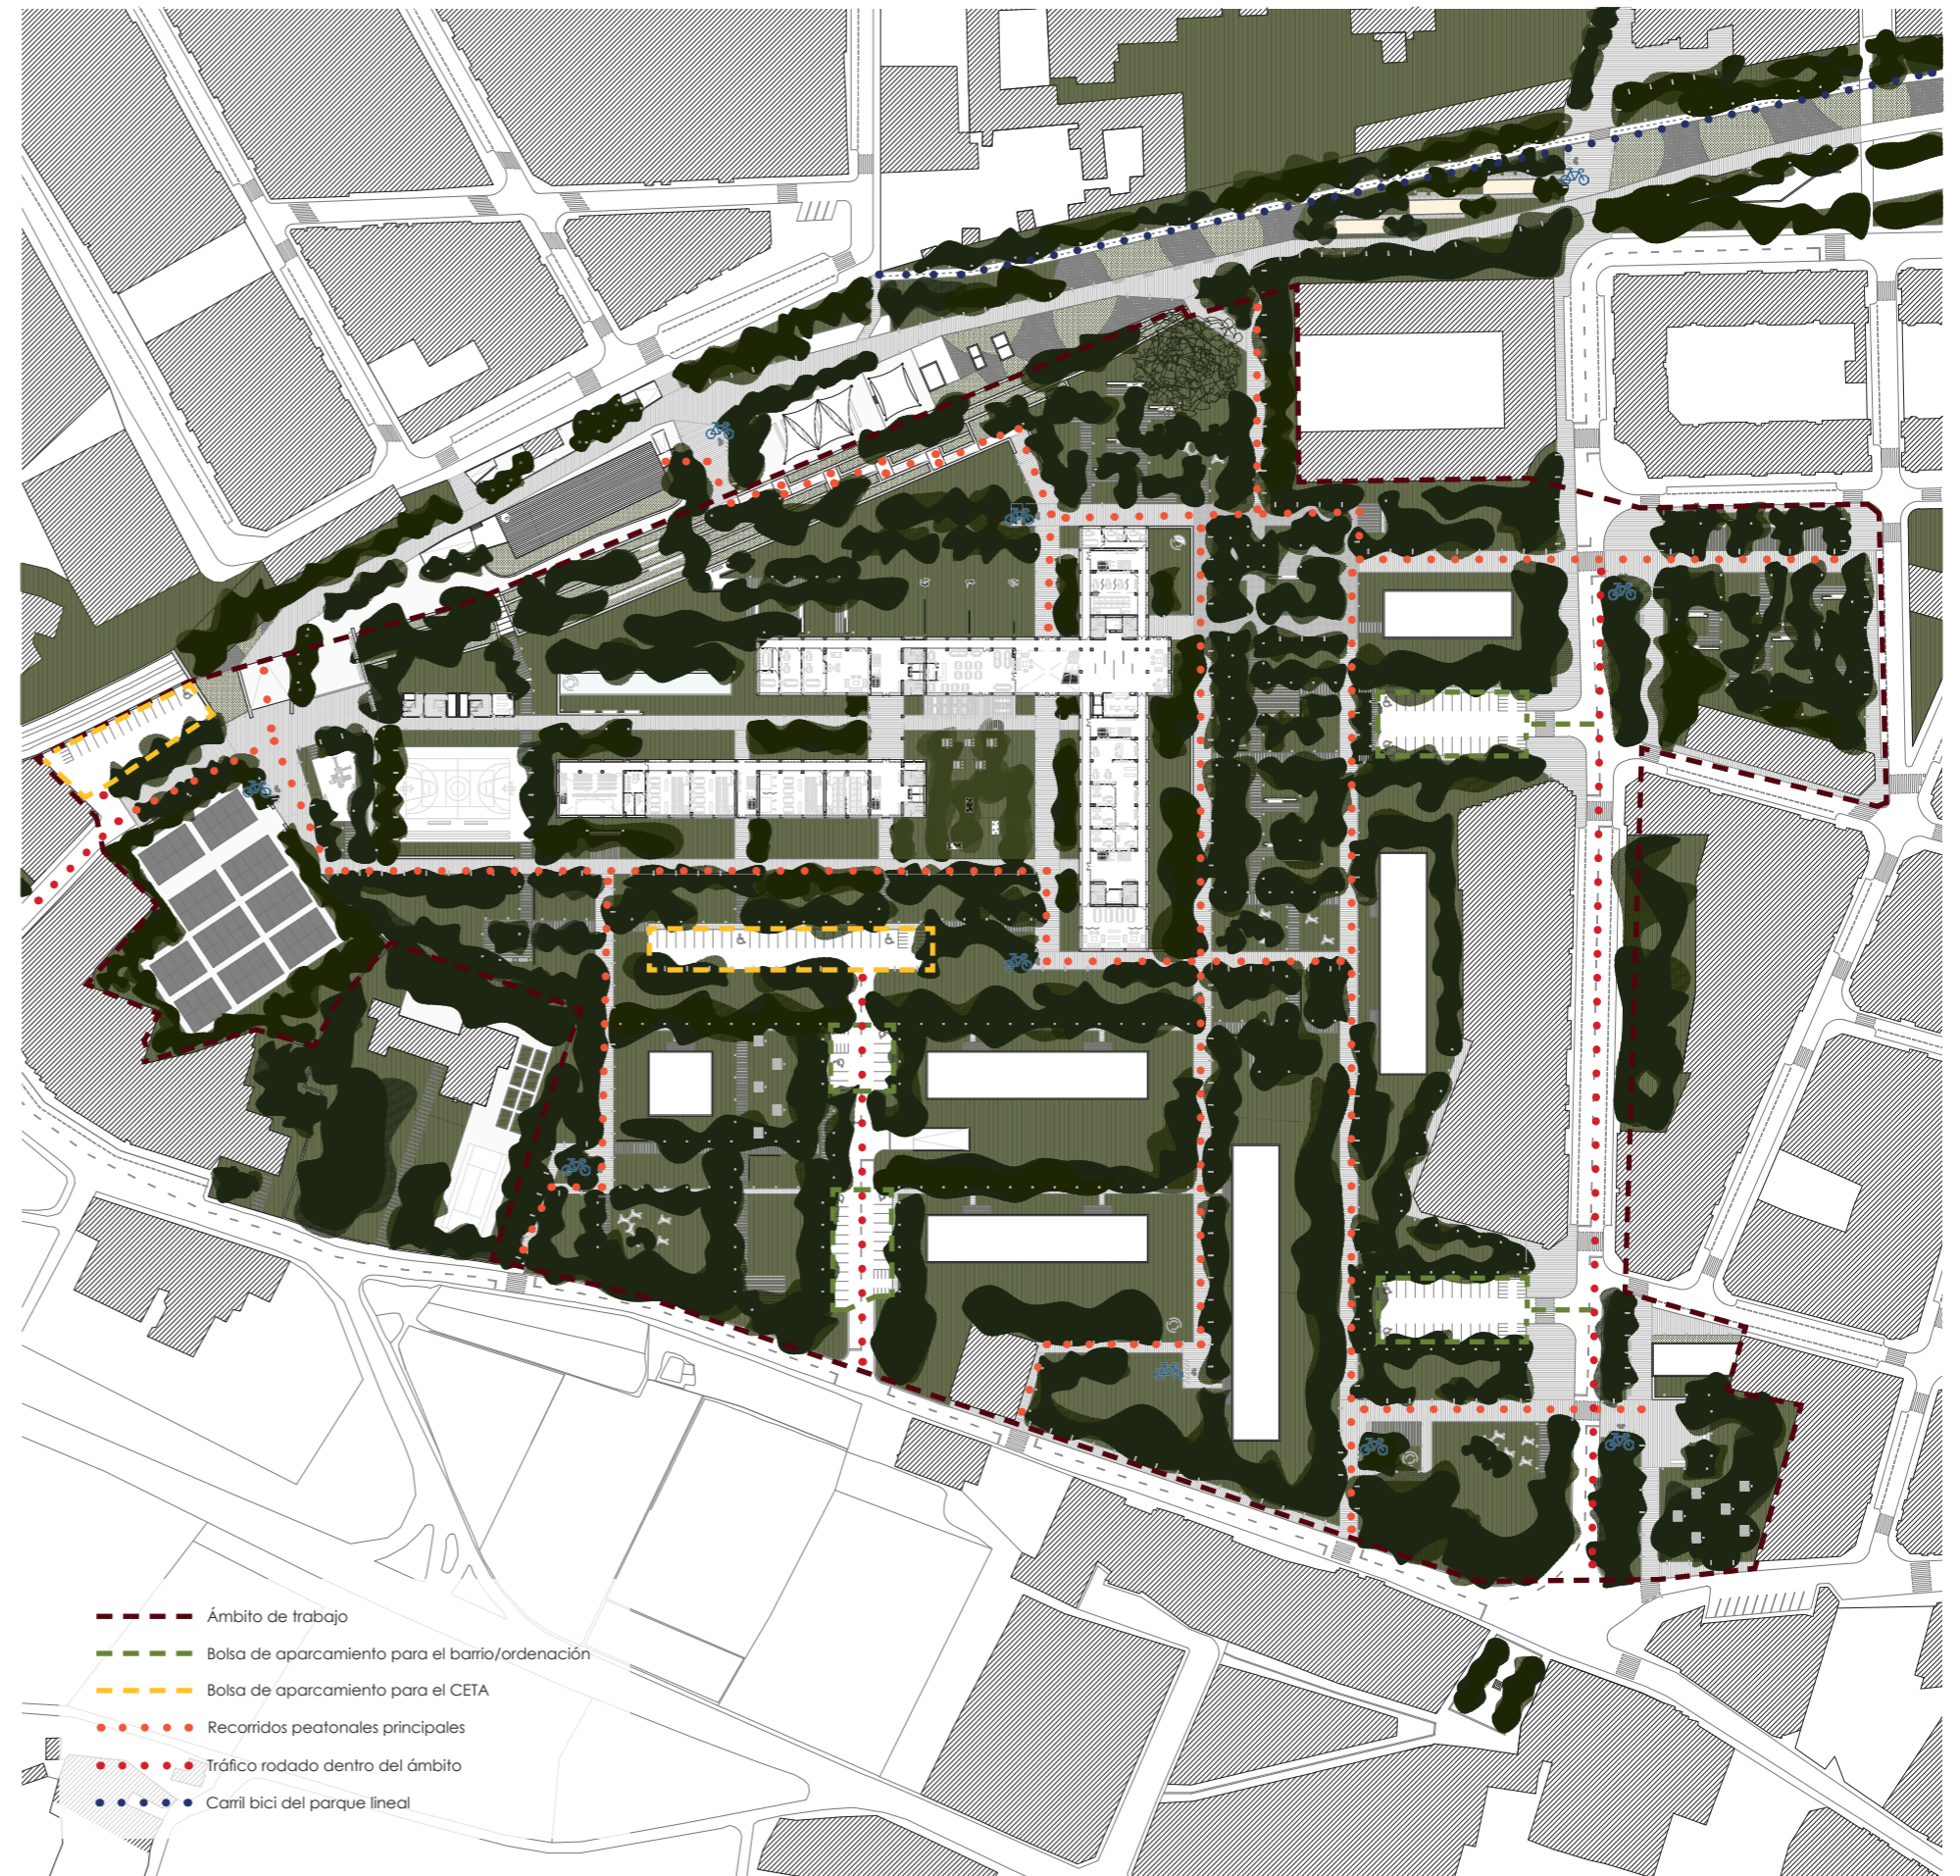 Ámbito de trabajo
Bolsa de aparcamiento para el barrio/ordenación
Bolsa de aparcamiento para el CETA
Recorridos peatonales principales
Tráfico rodado dentro del ámbito
Carril bici del parque lineal